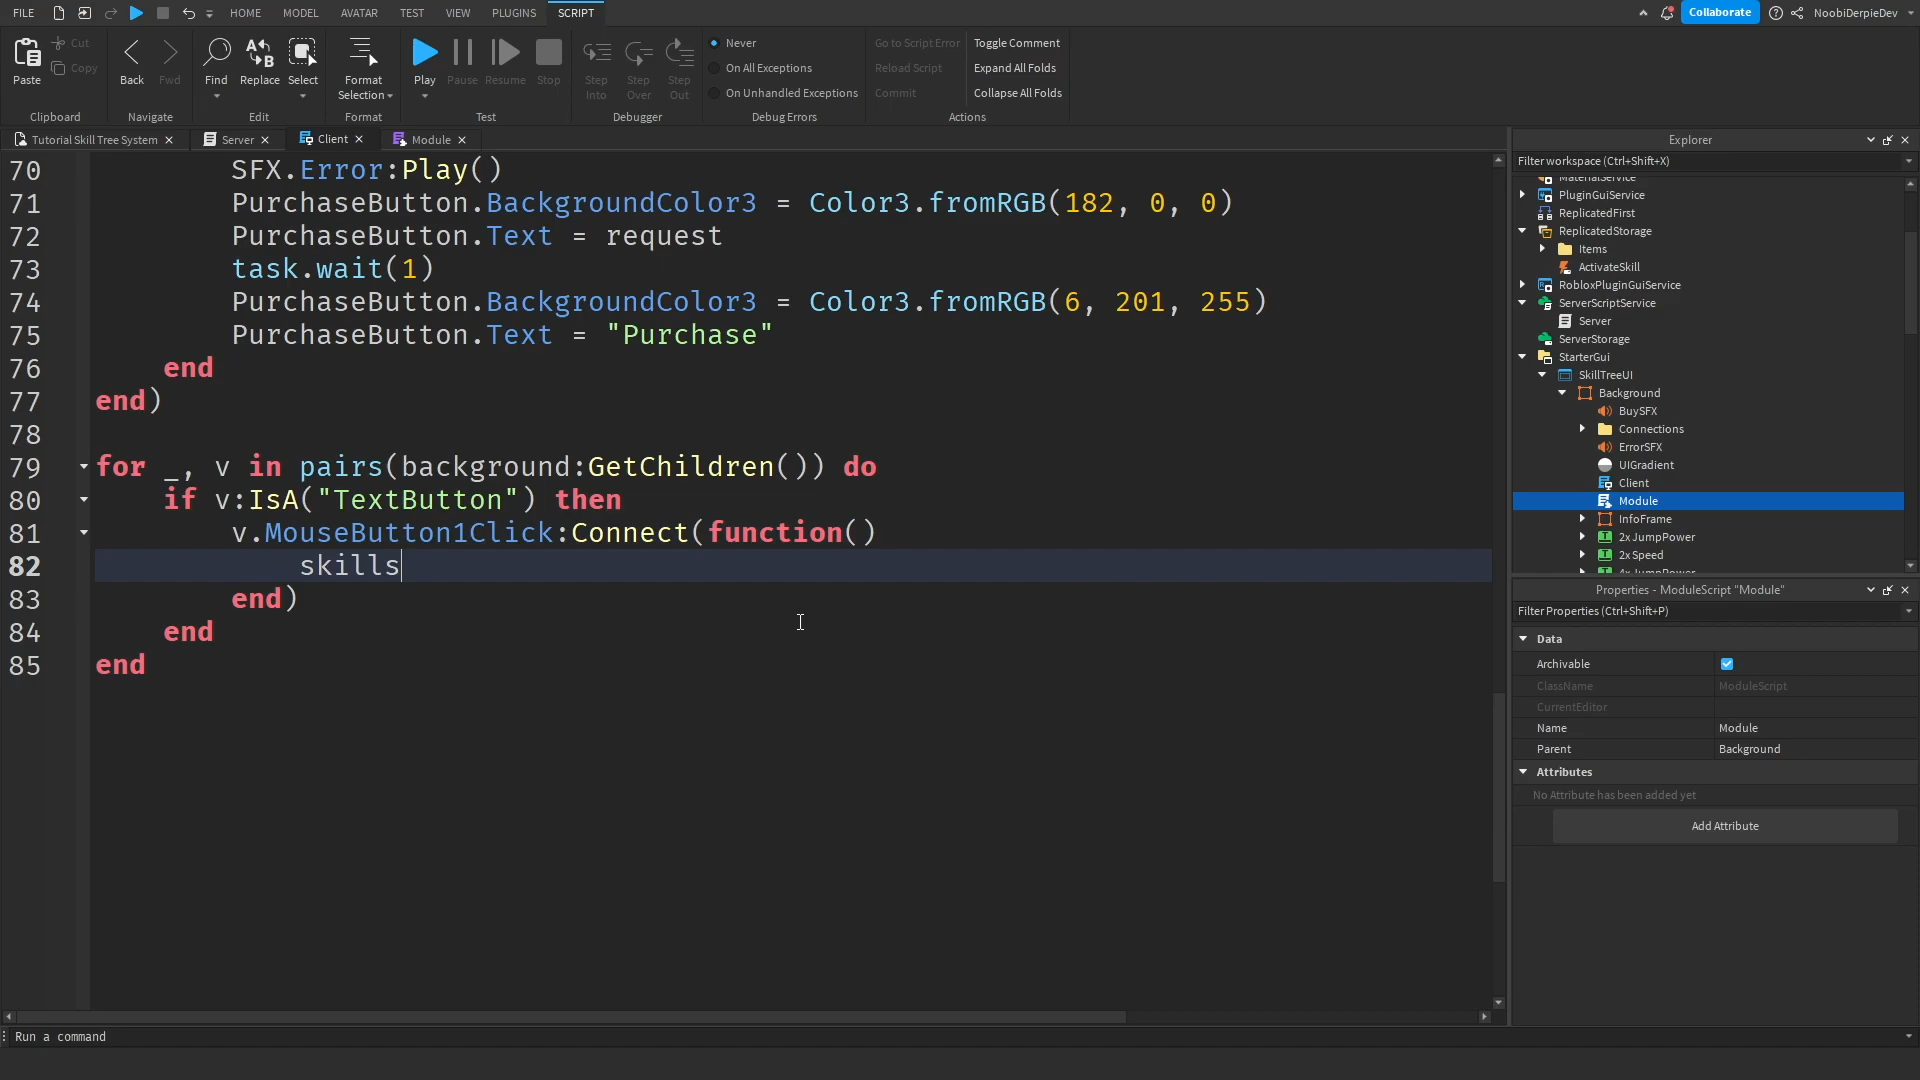 FILE HOME MODEL AVATAR TEST VIEW PLUGINS SCRIPT Collaborate NoobiDerpieDev
Paste Cut Copy Back Fwd Find Replace Select Format Selection Play Pause Resume Stop Step Into Step Over Step Out
Never
On All Exceptions
On Unhandled Exceptions
Go to Script Error
Reload Script
Commit
Toggle Comment
Expand All Folds
Collapse All Folds
Clipboard Navigate Edit Format Test Debugger Debug Errors Actions
Tutorial Skill Tree System Server Client Module
70 SFX.Error:Play()
71 PurchaseButton.BackgroundColor3 = Color3.fromRGB(182, 0, 0)
72 PurchaseButton.Text = request
73 task.wait(1)
74 PurchaseButton.BackgroundColor3 = Color3.fromRGB(6, 201, 255)
75 PurchaseButton.Text = "Purchase"
76 end
77 end)
78
79 for _, v in pairs(background:GetChildren()) do
80 if v:IsA("TextButton") then
81 v.MouseButton1Click:Connect(function()
82 skills
83 end)
84 end
85 end
Explorer
Filter workspace (Ctrl+Shift+X)
MaterialService
PluginGuiService
ReplicatedFirst
ReplicatedStorage
Items
ActivateSkill
RobloxPluginGuiService
ServerScriptService
Server
ServerStorage
StarterGui
SkillTreeUI
Background
BuySFX
Connections
ErrorSFX
UIGradient
Client
Module
InfoFrame
2xJumpPower
2xSpeed
4xJumpPower
Properties - ModuleScript "Module"
Filter Properties (Ctrl+Shift+P)
Data
Archivable
ClassName ModuleScript
CurrentEditor
Name Module
Parent Background
Attributes
No Attribute has been added yet
Add Attribute
Run a command